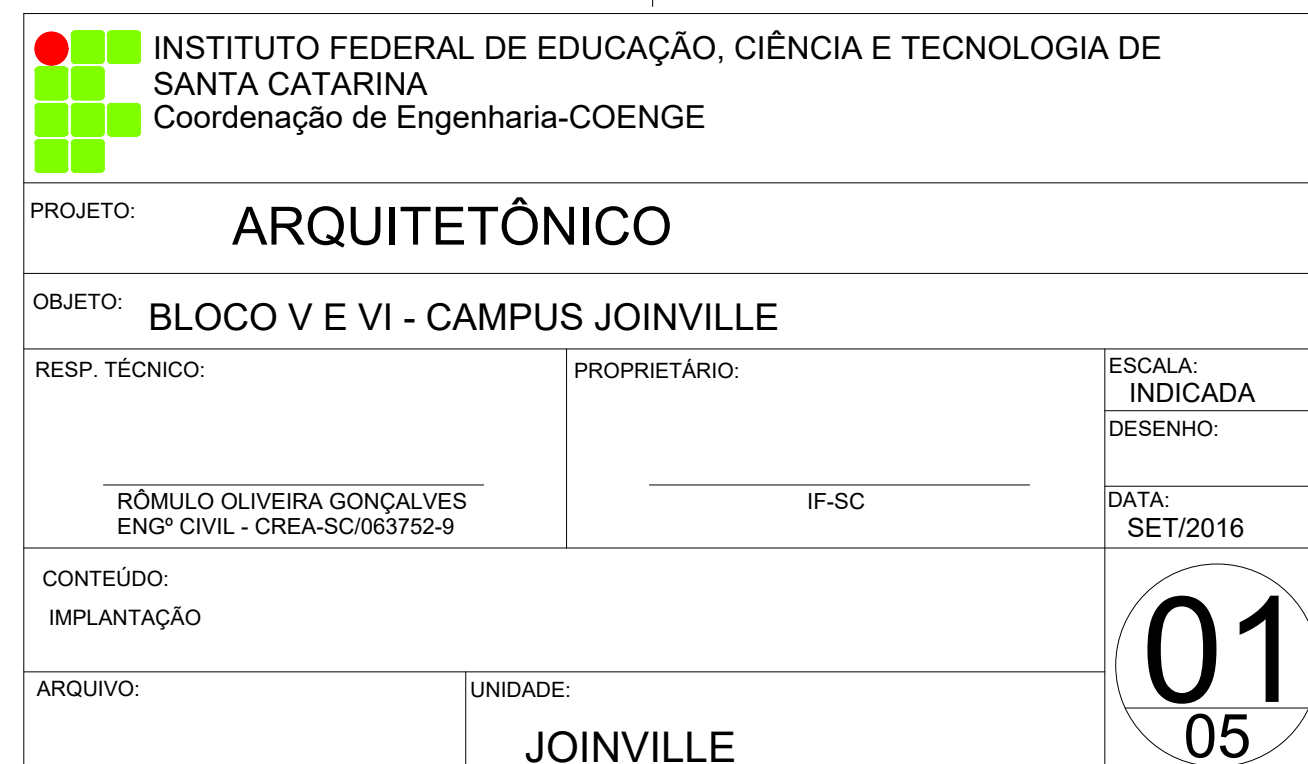 INSTITUTO FEDERAL DE EDUCAÇÃO, CIÊNCIA E TECNOLOGIA DE
SANTA CATARINA
Coordenação de Engenharia-COENGE
PROJETO:
ARQUITETÔNICO
OBJETO:
BLOCO V E VI - CAMPUS JOINVILLE
RESP. TÉCNICO:
RÔMULO OLIVEIRA GONÇALVES
ENGº CIVIL - CREA-SC/063752-9
PROPRIETÁRIO:
IF-SC
ESCALA:
INDICADA
DESENHO:
DATA:
SET/2016
CONTEÚDO:
IMPLANTAÇÃO
01
05
ARQUIVO:
UNIDADE:
JOINVILLE